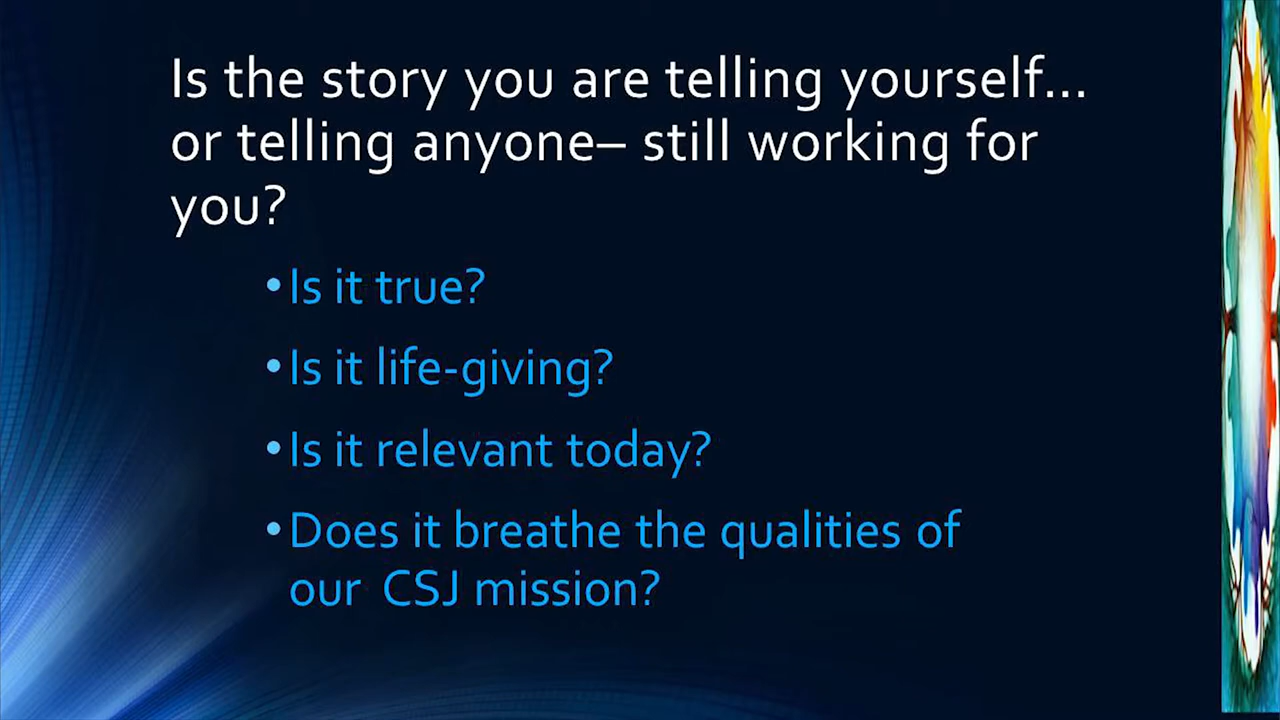 Is the story you are telling yourself...
or telling anyone– still working for
you?
•Is it true?
•Is it life-giving?
•Is it relevant today?
•Does it breathe the qualities of
our CSJ mission?